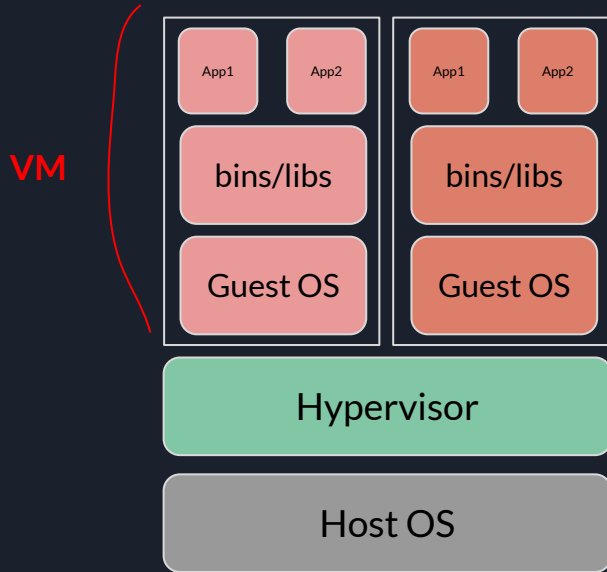 App1 App2 App1 App2
VM
bins/libs bins/libs
Guest OS Guest OS
Hypervisor
Host OS